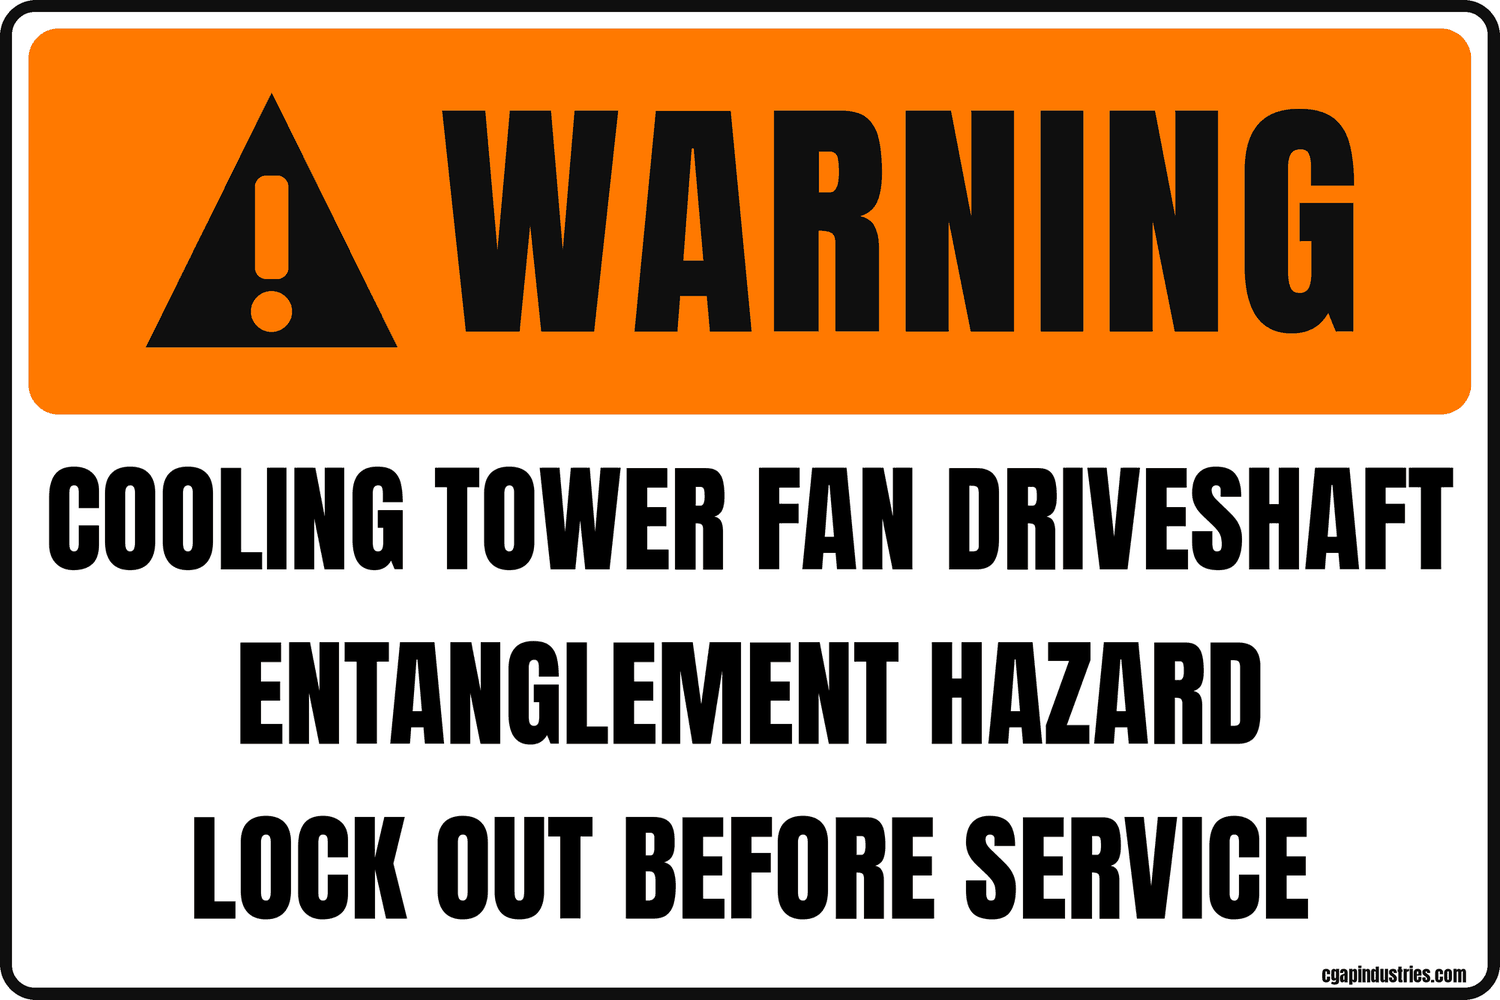 WARNING
COOLING TOWER FAN DRIVESHAFT
ENTANGLEMENT HAZARD
LOCK OUT BEFORE SERVICE
cgapindustries.com